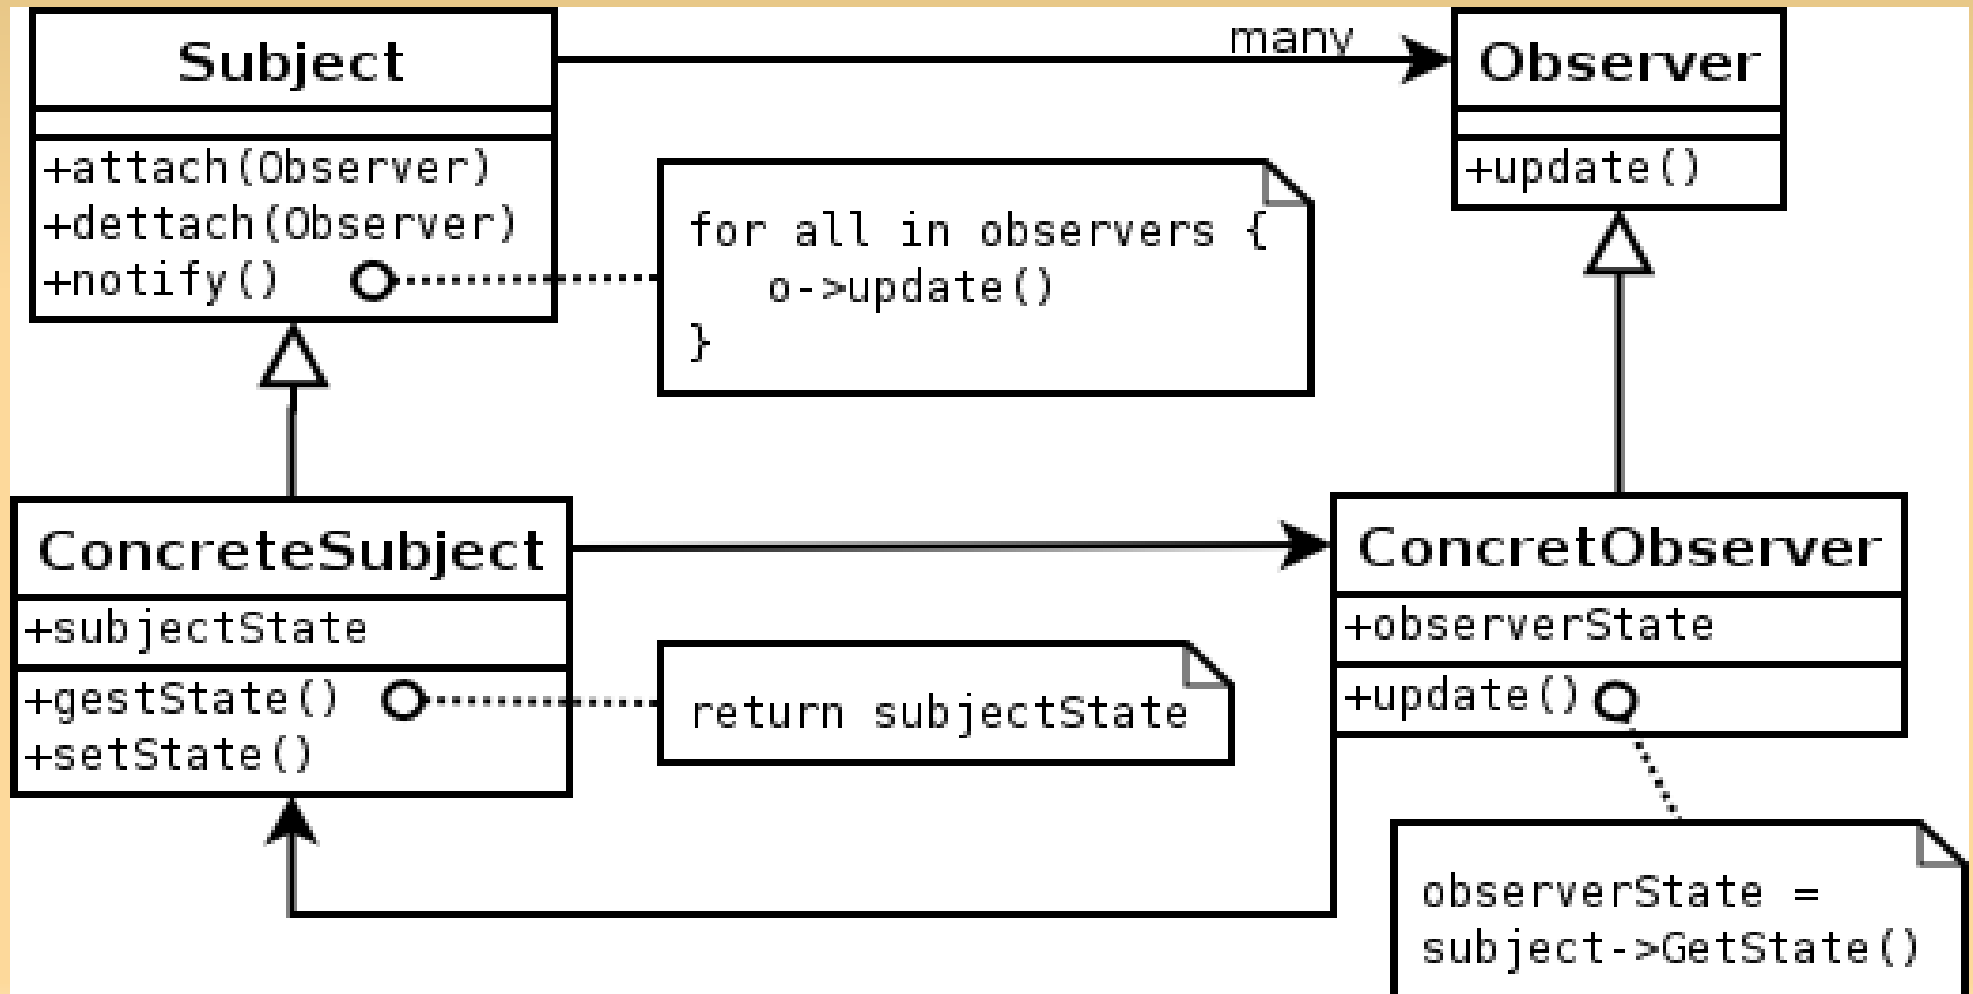 Subject
+attach(Observer)
+dettach(Observer)
+notify()
many
Observer
+update()
for all in observers {
o->update()
}
ConcreteSubject
+subjectState
+gestState()
+setState()
return subjectState
ConcretObserver
+observerState
+update()
observerState =
subject->GetState()